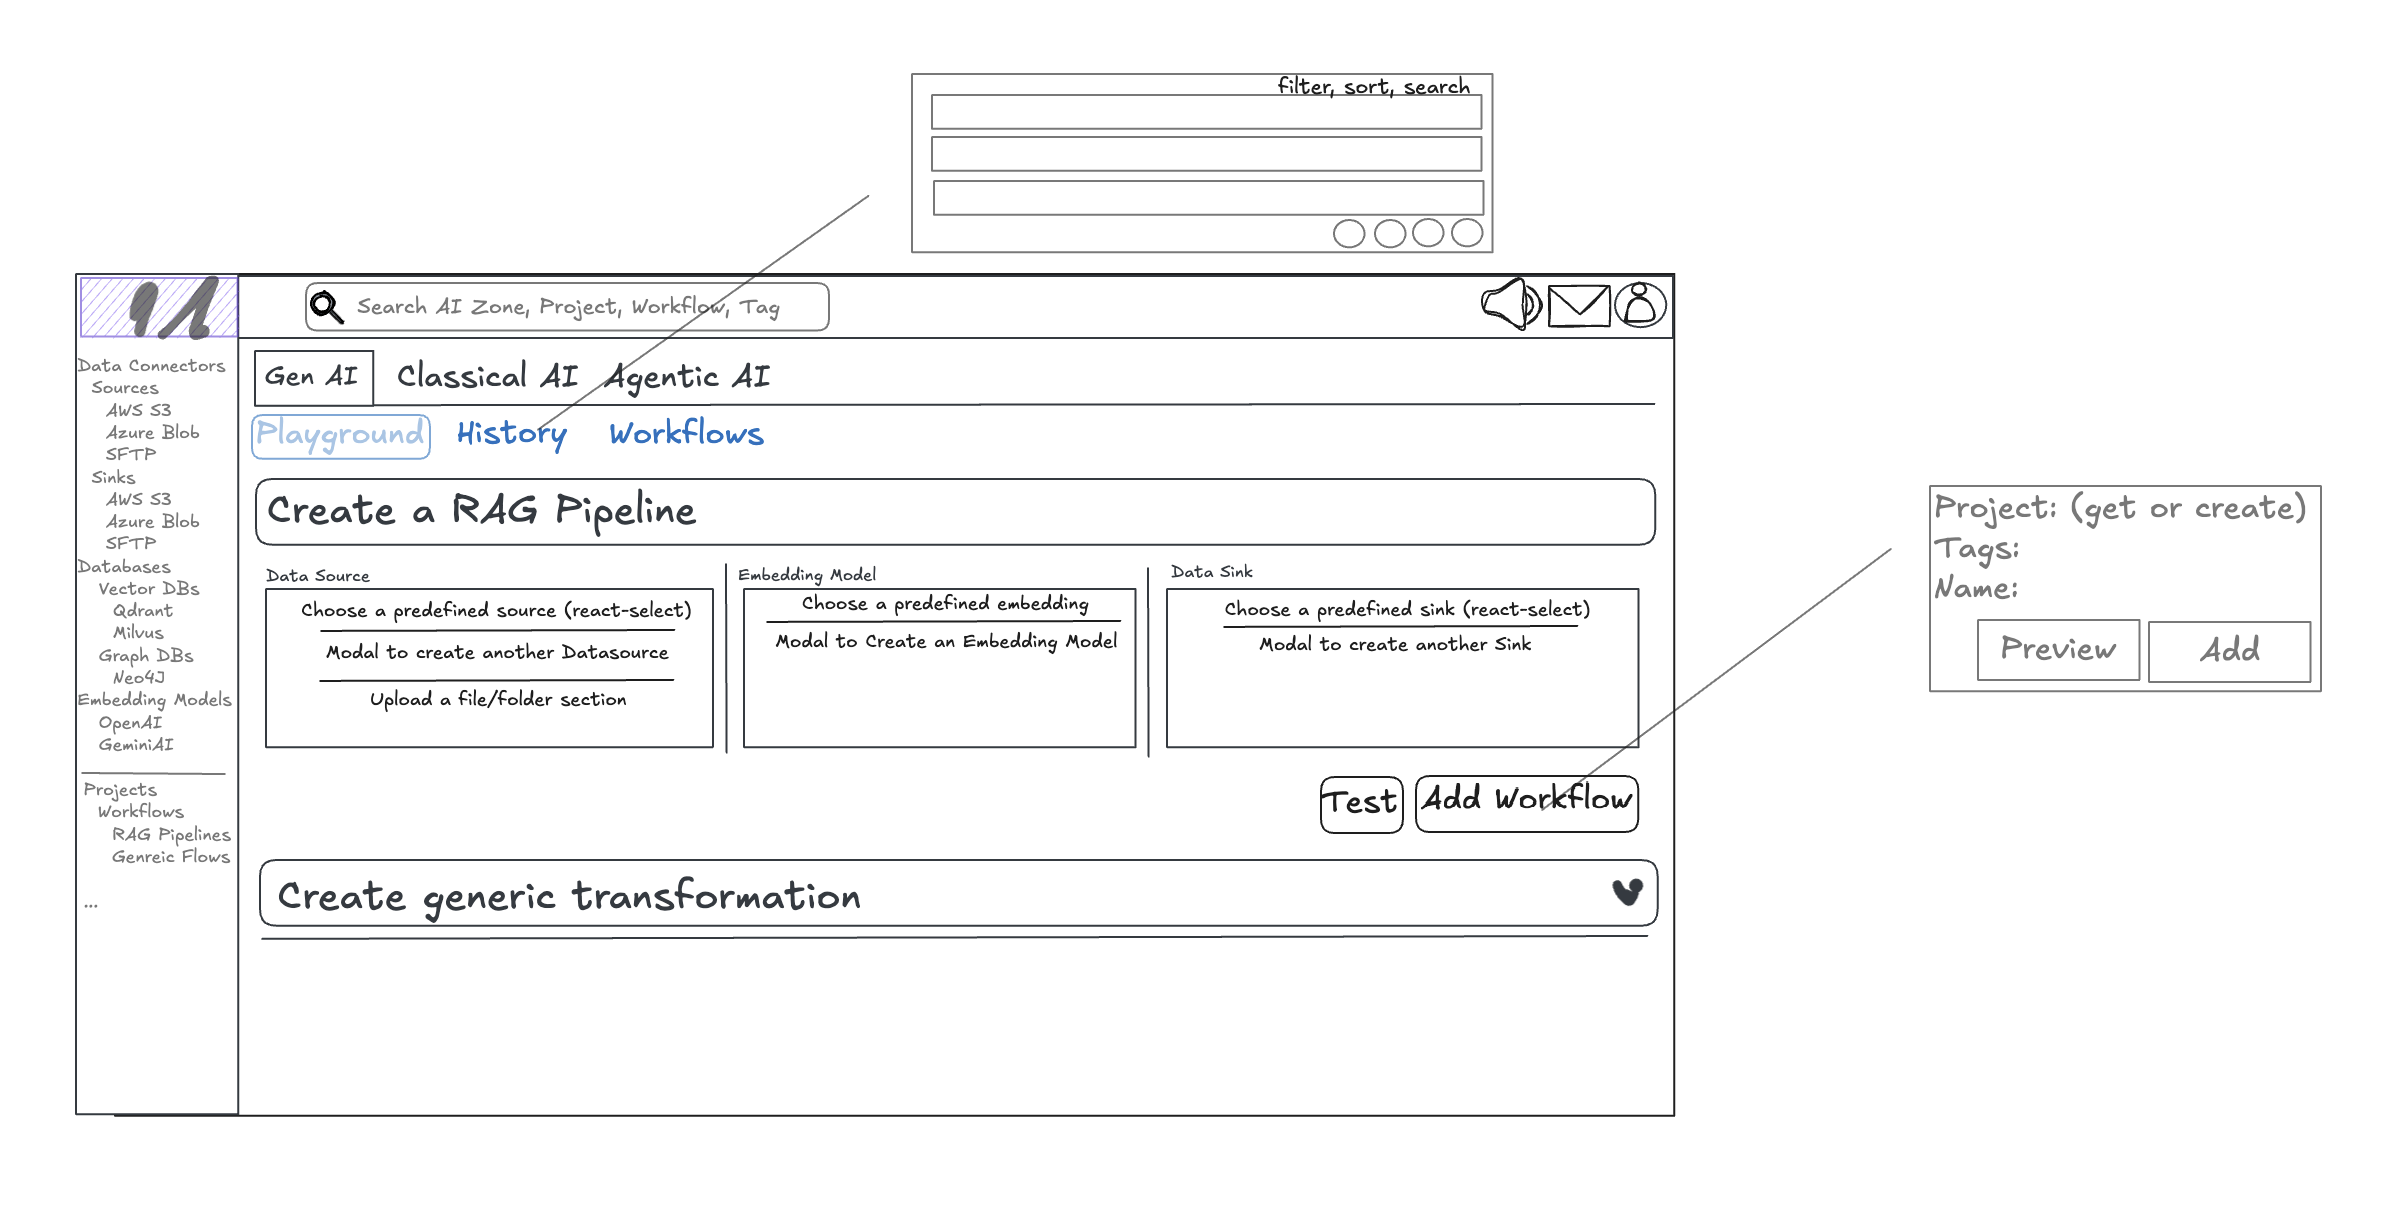 filter, sort, search
Search AI Zone, Project, Workflow, Tag
Gen AI
Classical AI
Agentic AI
Playground
History
Workflows
Data Connectors
Sources
AWS S3
Azure Blob
SFTP
Sinks
AWS S3
Azure Blob
SFTP
Databases
Vector DBs
Qdrant
Milvus
Graph DBs
Neo4J
Embedding Models
OpenAI
GeminiAI
Projects
Workflows
RAG Pipelines
Genreic Flows
...
Create a RAG Pipeline
Data Source
Choose a predefined source (react-select)
Modal to create another Datasource
Upload a file/folder section
Embedding Model
Choose a predefined embedding
Modal to Create an Embedding Model
Data Sink
Choose a predefined sink (react-select)
Modal to create another Sink
Test
Add Workflow
Create generic transformation
Project: (get or create)
Tags:
Name:
Preview
Add